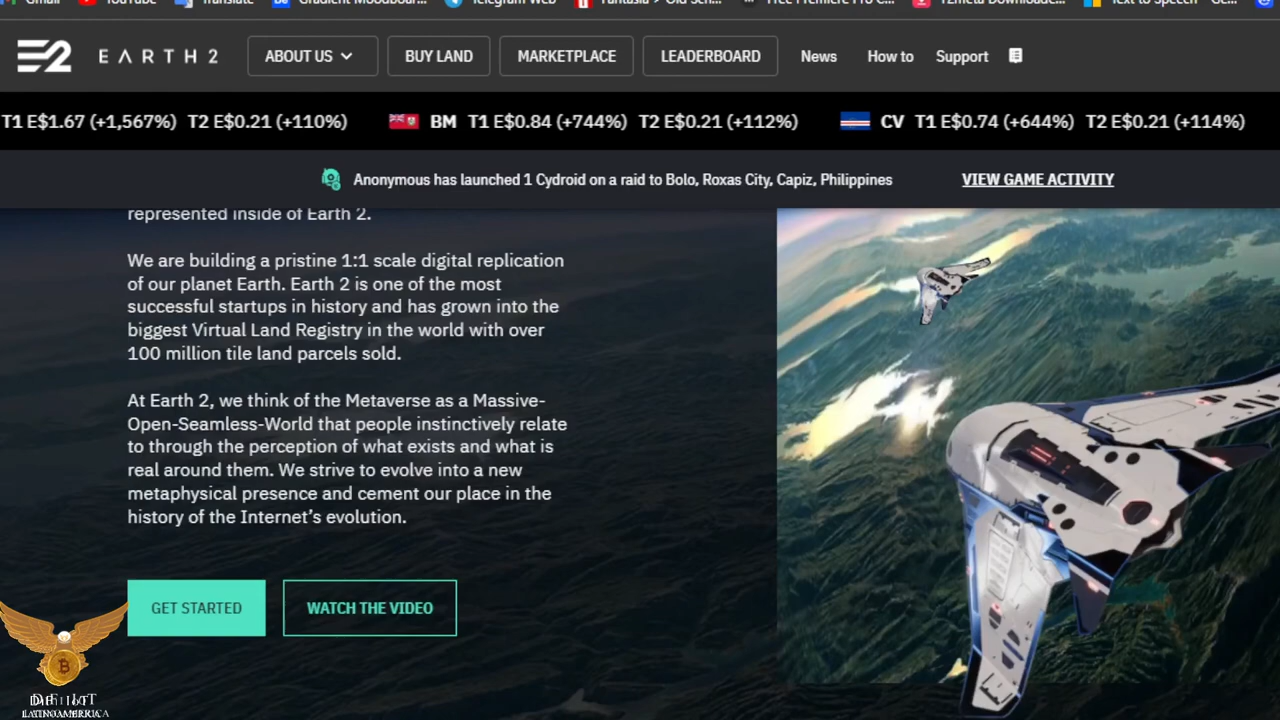 Gmail
YouTube
Translate
Telegram Web
EARTH2
ABOUT US
BUY LAND
MARKETPLACE
LEADERBOARD
News
How to
Support
T1 E$1.67 (+1,567%) T2 E$0.21 (+110%) BM T1 E$0.84 (+744%) T2 E$0.21 (+112%) CV T1 E$0.74 (+644%) T2 E$0.21 (+114%)
Anonymous has launched 1 Cydroid on a raid to Bolo, Roxas City, Capiz, Philippines VIEW GAME ACTIVITY
represented inside of Earth 2.
We are building a pristine 1:1 scale digital replication
of our planet Earth. Earth 2 is one of the most
successful startups in history and has grown into the
biggest Virtual Land Registry in the world with over
100 million tile land parcels sold.
At Earth 2, we think of the Metaverse as a Massive-
Open-Seamless-World that people instinctively relate
to through the perception of what exists and what is
real around them. We strive to evolve into a new
metaphysical presence and cement our place in the
history of the Internet’s evolution.
GET STARTED
WATCH THE VIDEO